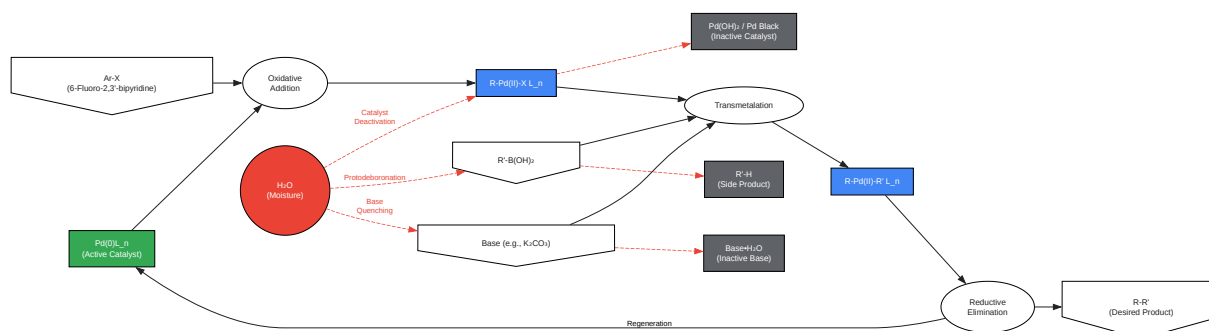 Pd(OH)₂ / Pd Black
(Inactive Catalyst)
Ar-X
(6-Fluoro-2,3'-bipyridine)
Oxidative
Addition
R-Pd(II)-X L_n
Transmetalation
Catalyst
Deactivation
R'-B(OH)₂
H₂O
(Moisture)
Protodeboronation
R'-H
(Side Product)
R-Pd(II)-R' L_n
Base
Quenching
Pd(0)L_n
(Active Catalyst)
Base (e.g., K₂CO₃)
Base•H₂O
(Inactive Base)
Reductive
Elimination
R-R'
(Desired Product)
Regeneration